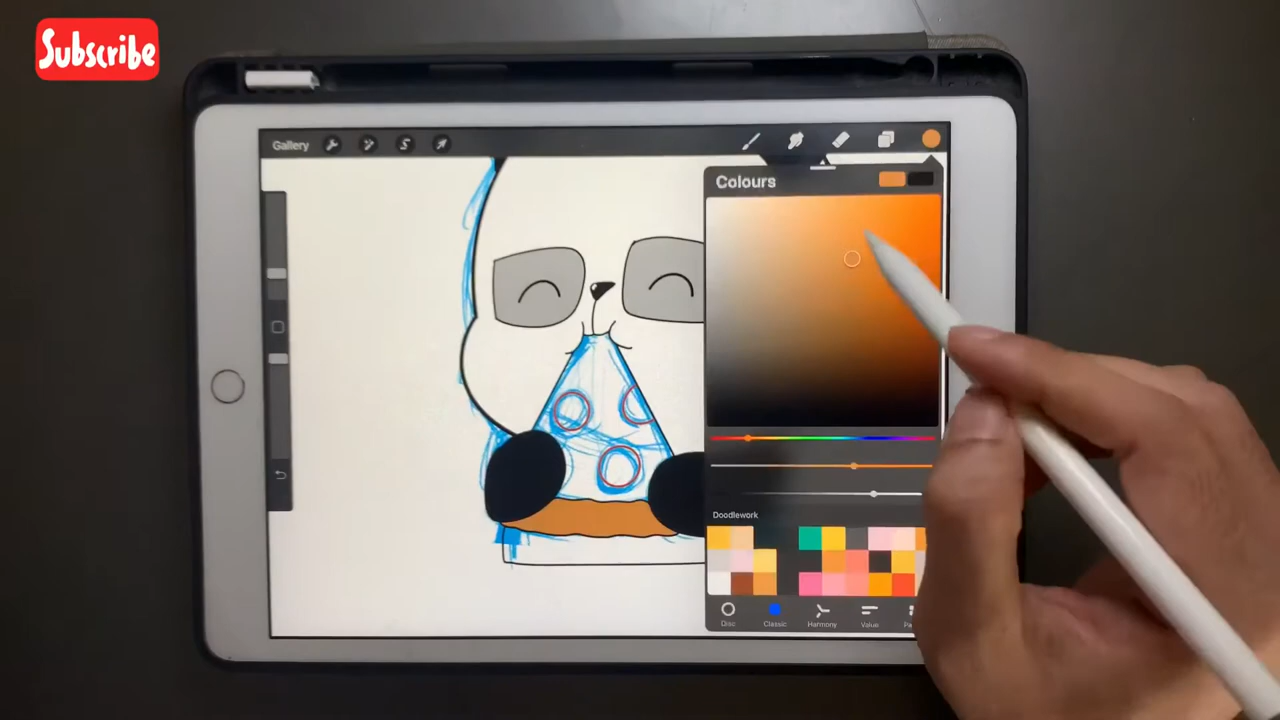 Subscribe
Gallery
Colours
Doodlework
Disc
Classic
Harmony
Value